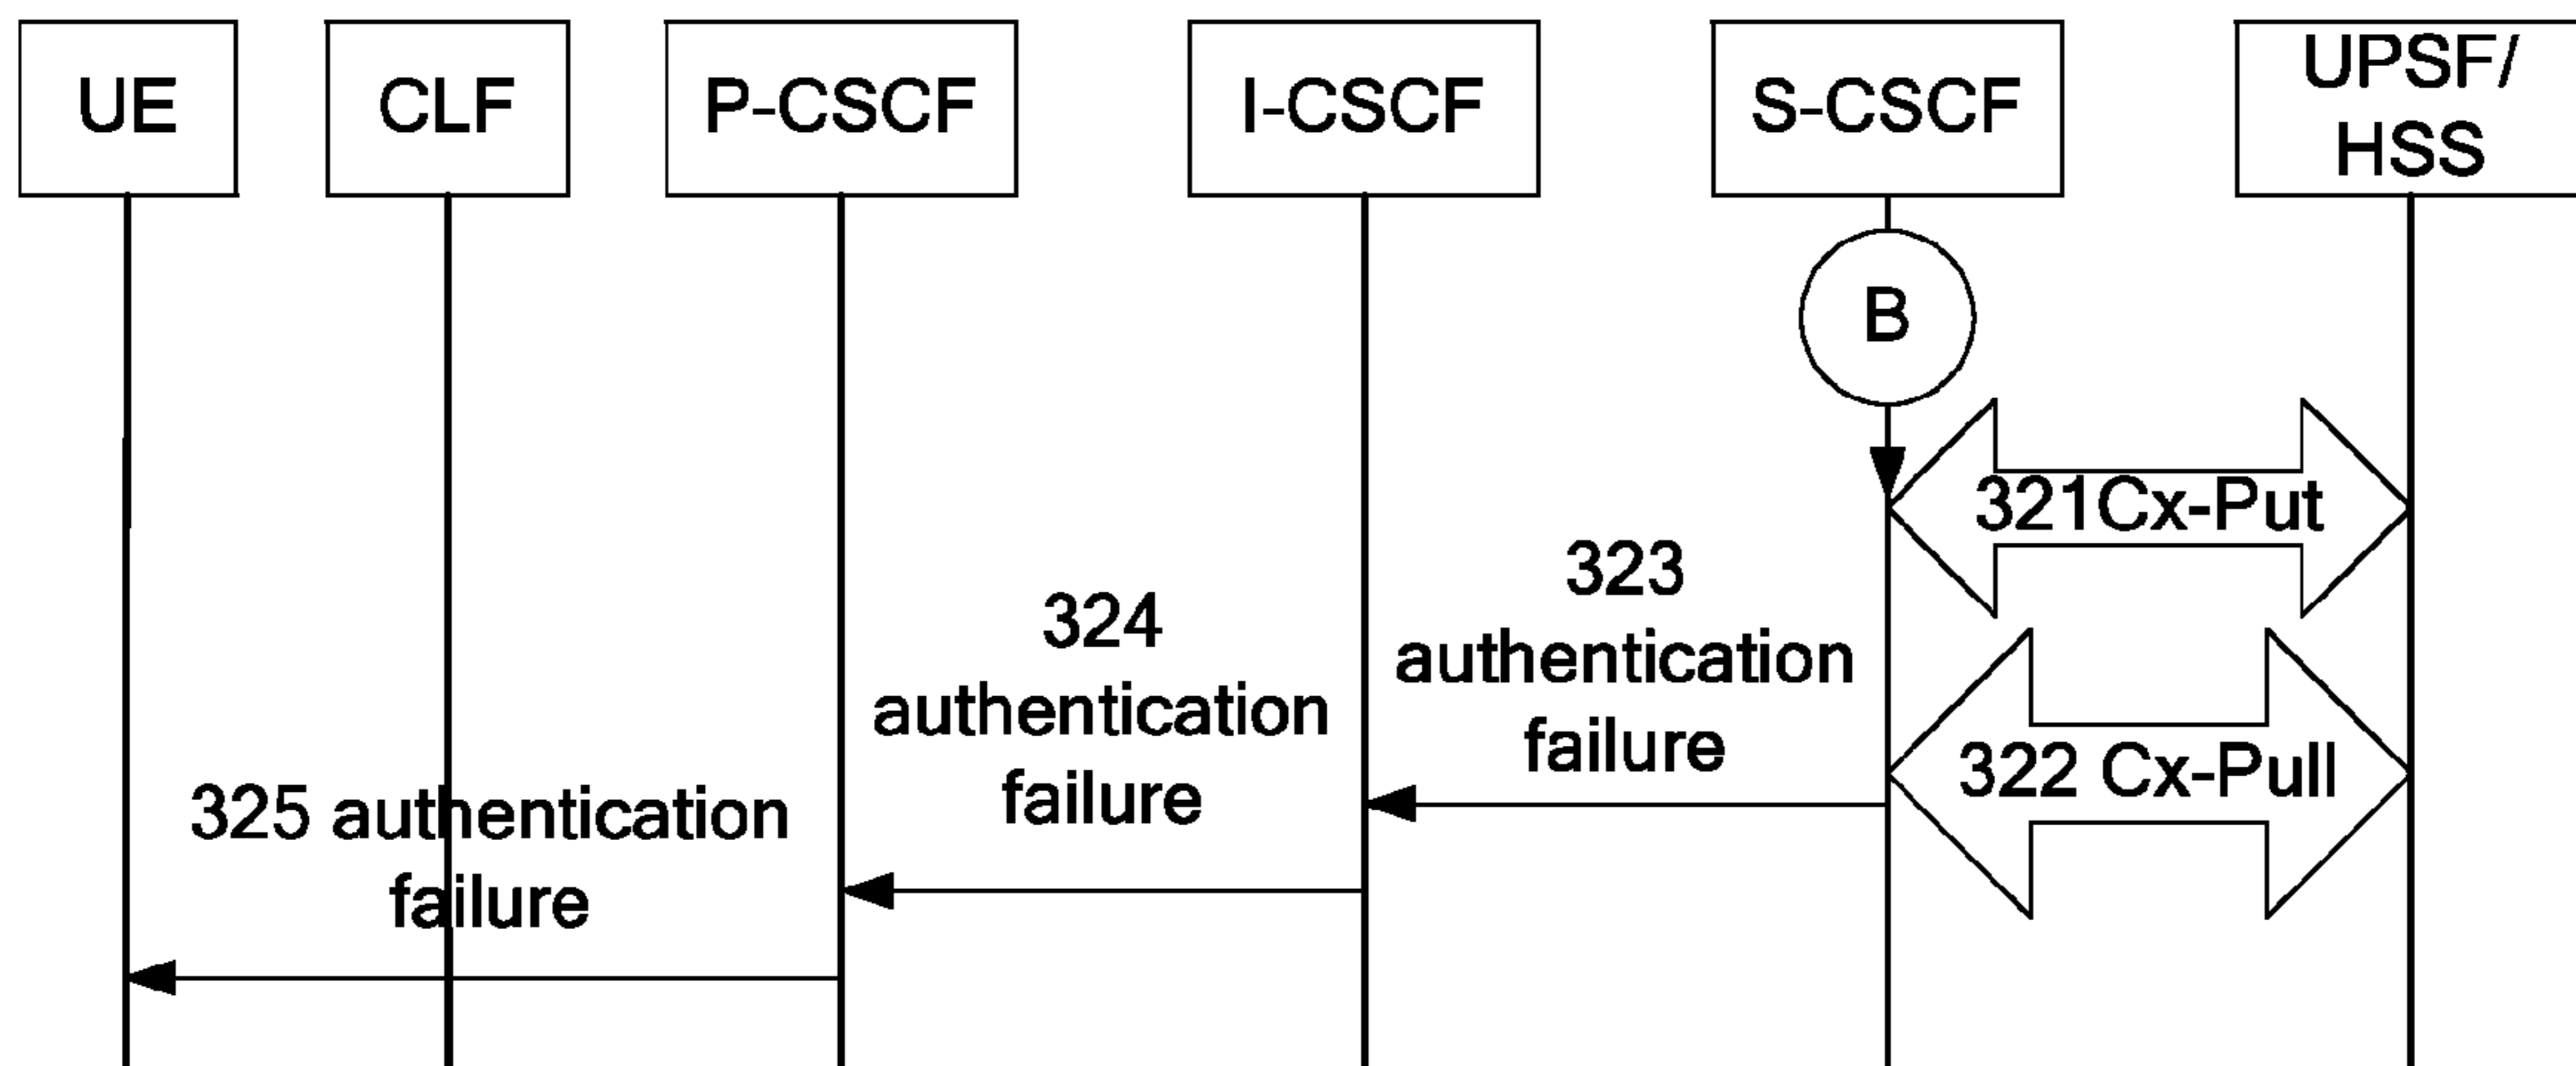 UE
CLF
P-CSCF
I-CSCF
S-CSCF
UPSF/
HSS
B
321Cx-Put
323
authentication
failure
324
authentication
failure
322 Cx-Pull
325 authentication
failure